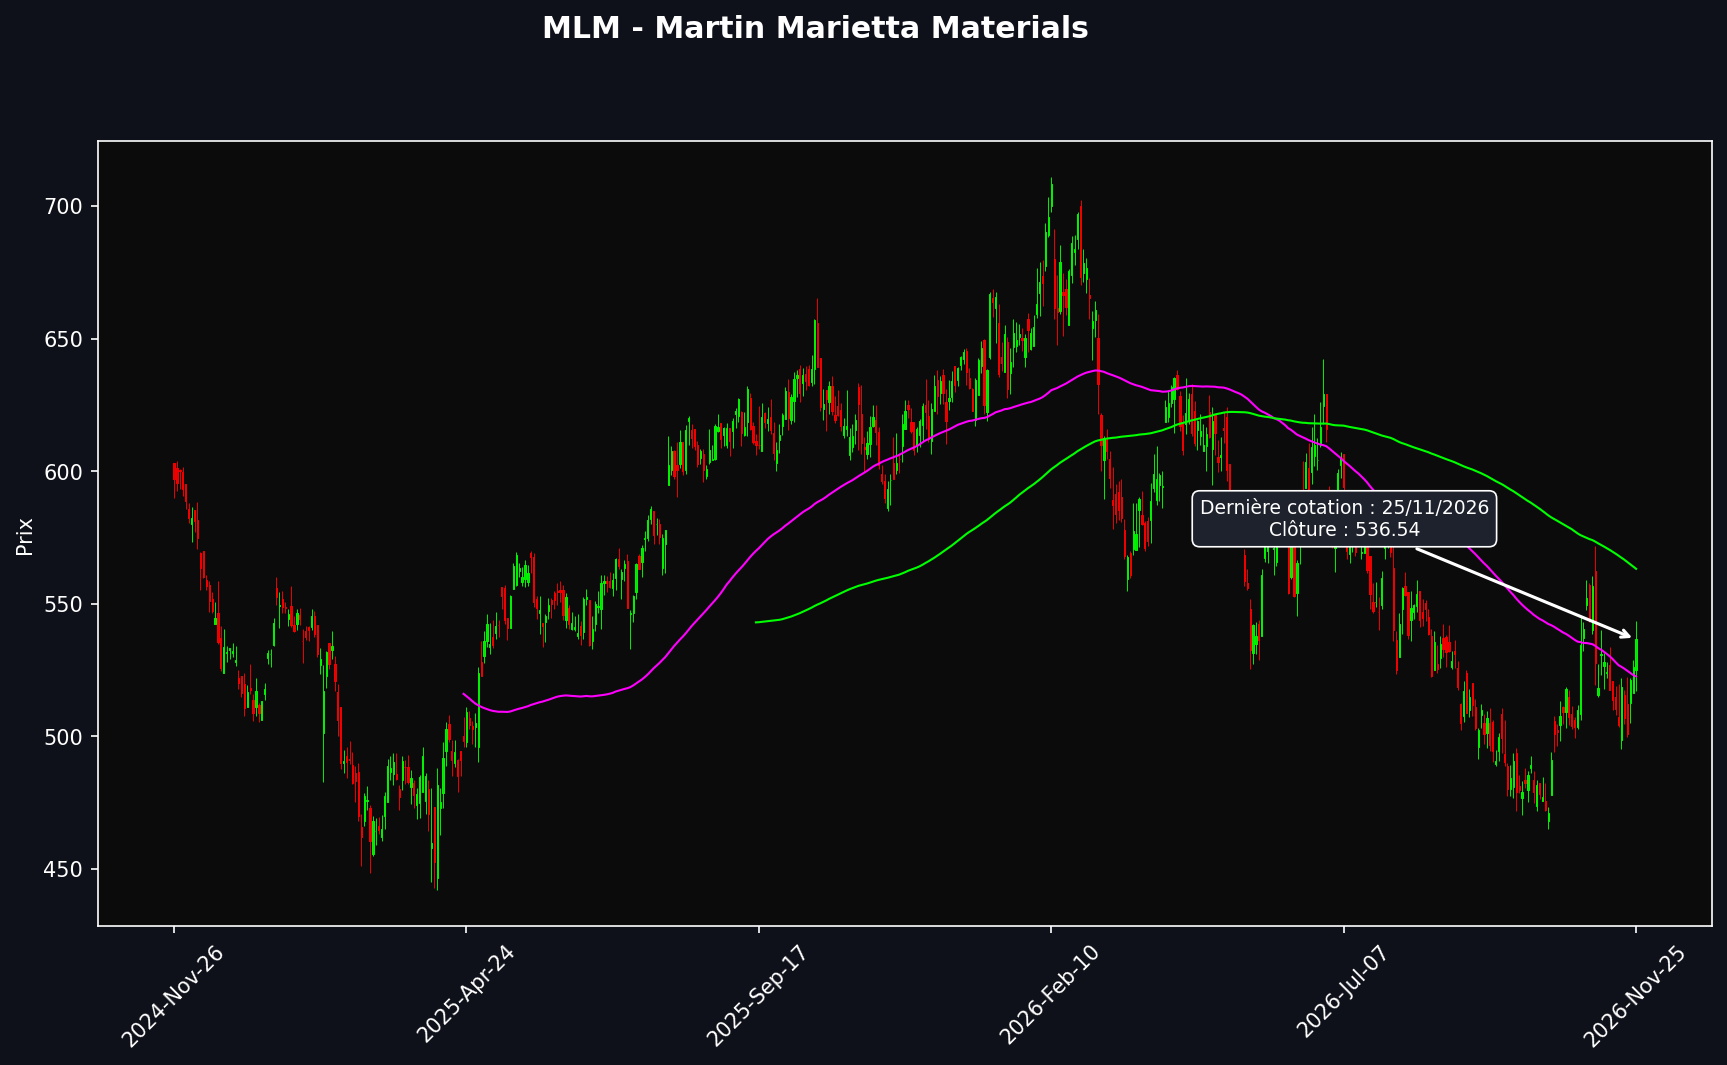 MLM - Martin Marietta Materials
Prix
700
650
600
550
500
450
Dernière cotation : 25/11/2026
Clôture : 536.54
2024-Nov-26
2025-Apr-24
2025-Sep-17
2026-Feb-10
2026-Jul-07
2026-Nov-25